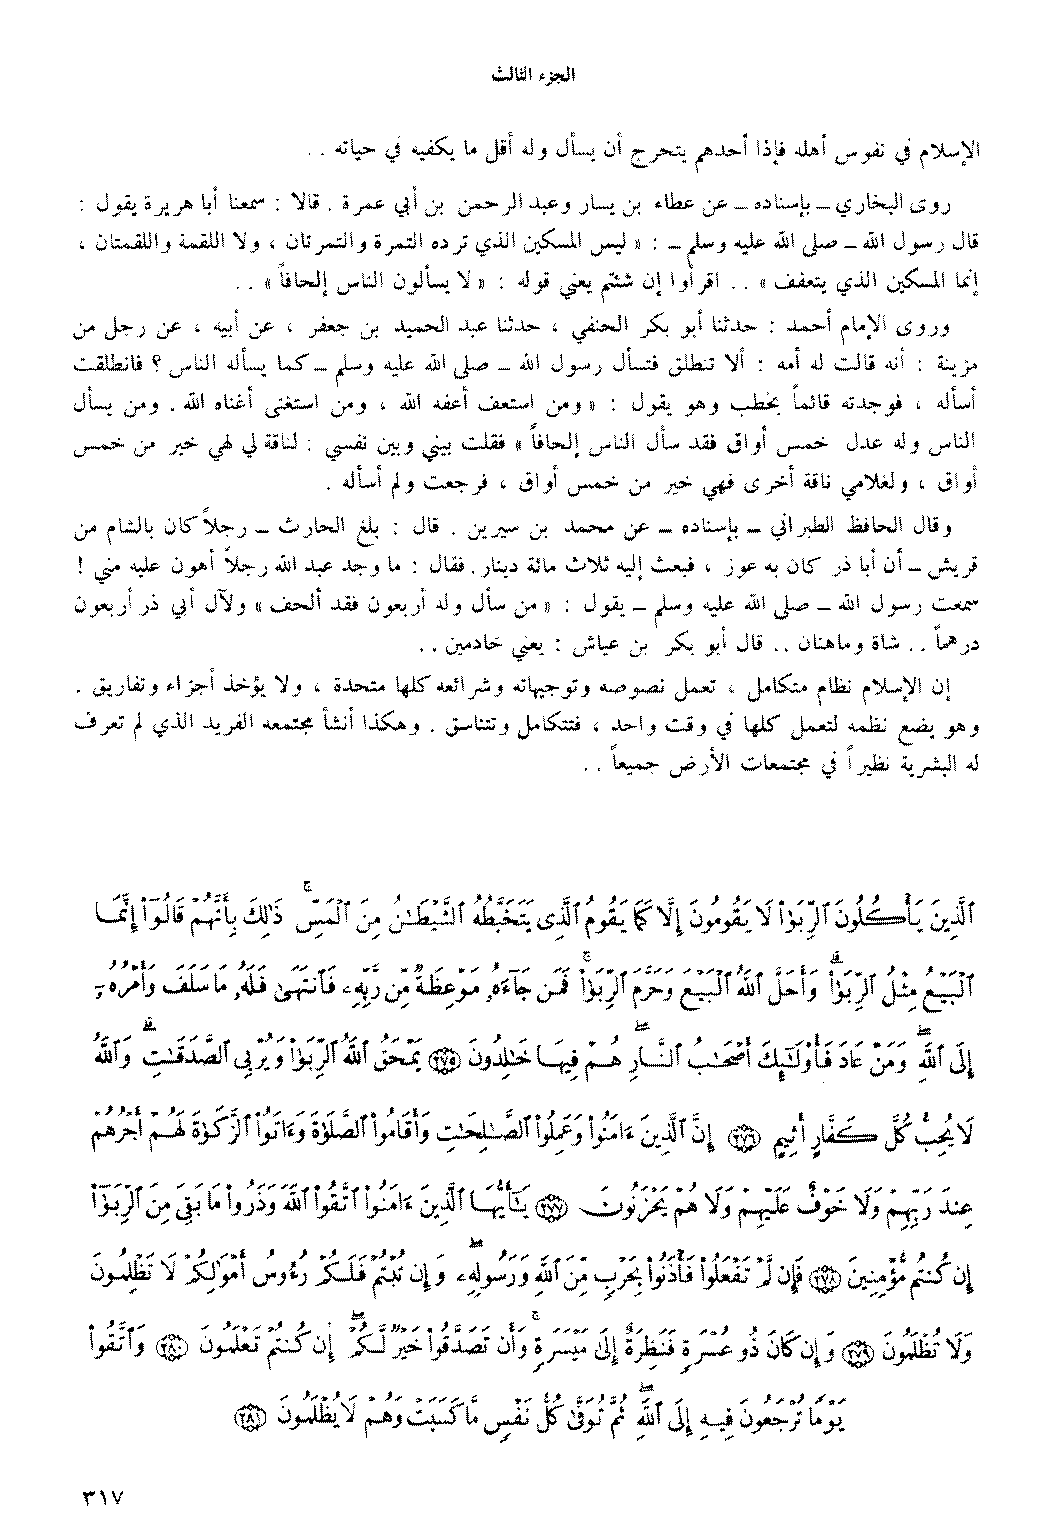 الجزء الثالث
الإسلام في نفوس أهله فإذا أحدهم يتحرج أن يسأل وله أقل ما يكفيه في حياته . .
روى البخاري ــ بإسناده ــ عن عطاء بن يسار وعبد الرحمن بن أبي عمرة . قالا : سمعنا أبا هريرة يقول :
قال رسول الله ــ صلى الله عليه وسلم ــ : « ليس المسكين الذي ترده التمرة والتمرتان ، ولا اللقمة واللقمتان ،
إنما المسكين الذي يتعفف » . . اقرأوا إن شئتم يعني قوله : « لا يسألون الناس إلحافاً » . .
وروى الإمام أحمد : حدثنا أبو بكر الحنفي ، حدثنا عبد الحميد بن جعفر ، عن أبيه ، عن رجل من
مزينة : أنه قالت له أمه : ألا تنطلق فتسأل رسول الله ــ صلى الله عليه وسلم ــ كما يسأله الناس ؟ فانطلقت
أسأله ، فوجدته قائماً يخطب وهو يقول : « ومن استعف أعفه الله ، ومن استغنى أغناه الله . ومن يسأل
الناس وله عدل خمس أواق فقد سأل الناس إلحافاً » فقلت بيني وبين نفسي : لناقة لي لهي خير من خمس
أواق ، ولغلامي ناقة أخرى فهي خير من خمس أواق ، فرجعت ولم أسأله .
وقال الحافظ الطبراني ــ بإسناده ــ عن محمد بن سيرين . قال : بلغ الحارث ــ رجلاً كان بالشام من
قريش ــ أن أبا ذر كان به عوز ، فبعث إليه ثلاث مائة دينار. فقال : ما وجد عبد الله رجلاً أهون عليه مني !
سمعت رسول الله ــ صلى الله عليه وسلم ــ يقول : « من سأل وله أربعون فقد ألحف » ولآل أبي ذر أربعون
درهماً . . شاة وماهنان . . قال أبو بكر بن عياش : يعني خادمين . .
إن الإسلام نظام متكامل ، تعمل نصوصه وتوجيهاته وشرائعه كلها متحدة ، ولا يؤخذ أجزاء وتفاريق .
وهو يضع نظمه لتعمل كلها في وقت واحد ، فتتكامل وتتناسق . وهكذا أنشأ مجتمعه الفريد الذي لم تعرف
له البشرية نظيراً في مجتمعات الأرض جميعاً . .
ٱلَّذِينَ يَأْكُلُونَ ٱلرِّبَوٰا۟ لَا يَقُومُونَ إِلَّا كَمَا يَقُومُ ٱلَّذِى يَتَخَبَّطُهُ ٱلشَّيْطَٰنُ مِنَ ٱلْمَسِّ ۚ ذَٰلِكَ بِأَنَّهُمْ قَالُوٓا۟ إِنَّمَا
ٱلْبَيْعُ مِثْلُ ٱلرِّبَوٰا۟ ۗ وَأَحَلَّ ٱللَّهُ ٱلْبَيْعَ وَحَرَّمَ ٱلرِّبَوٰا۟ ۚ فَمَن جَآءَهُۥ مَوْعِظَةٌ مِّن رَّبِّهِۦ فَٱنتَهَىٰ فَلَهُۥ مَا سَلَفَ وَأَمْرُهُۥٓ
إِلَى ٱللَّهِ ۖ وَمَنْ عَادَ فَأُو۟لَٰٓئِكَ أَصْحَٰبُ ٱلنَّارِ ۖ هُمْ فِيهَا خَٰلِدُونَ ﴿٢٧٥﴾ يَمْحَقُ ٱللَّهُ ٱلرِّبَوٰا۟ وَيُرْبِى ٱلصَّدَقَٰتِ ۗ وَٱللَّهُ
لَا يُحِبُّ كُلَّ كَفَّارٍ أَثِيمٍ ﴿٢٧٦﴾ إِنَّ ٱلَّذِينَ ءَامَنُوا۟ وَعَمِلُوا۟ ٱلصَّٰلِحَٰتِ وَأَقَامُوا۟ ٱلصَّلَوٰةَ وَءَاتَوُا۟ ٱلزَّكَوٰةَ لَهُمْ أَجْرُهُمْ
عِندَ رَبِّهِمْ وَلَا خَوْفٌ عَلَيْهِمْ وَلَا هُمْ يَحْزَنُونَ ﴿٢٧٧﴾ يَٰٓأَيُّهَا ٱلَّذِينَ ءَامَنُوا۟ ٱتَّقُوا۟ ٱللَّهَ وَذَرُوا۟ مَا بَقِىَ مِنَ ٱلرِّبَوٰٓا۟
إِن كُنتُم مُّؤْمِنِينَ ﴿٢٧٨﴾ فَإِن لَّمْ تَفْعَلُوا۟ فَأْذَنُوا۟ بِحَرْبٍ مِّنَ ٱللَّهِ وَرَسُولِهِۦ ۖ وَإِن تُبْتُمْ فَلَكُمْ رُءُوسُ أَمْوَٰلِكُمْ لَا تَظْلِمُونَ
وَلَا تُظْلَمُونَ ﴿٢٧٩﴾ وَإِن كَانَ ذُو عُسْرَةٍ فَنَظِرَةٌ إِلَىٰ مَيْسَرَةٍ ۚ وَأَن تَصَدَّقُوا۟ خَيْرٌ لَّكُمْ ۖ إِن كُنتُمْ تَعْلَمُونَ ﴿٢٨٠﴾ وَٱتَّقُوا۟
يَوْمًا تُرْجَعُونَ فِيهِ إِلَى ٱللَّهِ ۖ ثُمَّ تُوَفَّىٰ كُلُّ نَفْسٍ مَّا كَسَبَتْ وَهُمْ لَا يُظْلَمُونَ ﴿٢٨١﴾
٣١٧